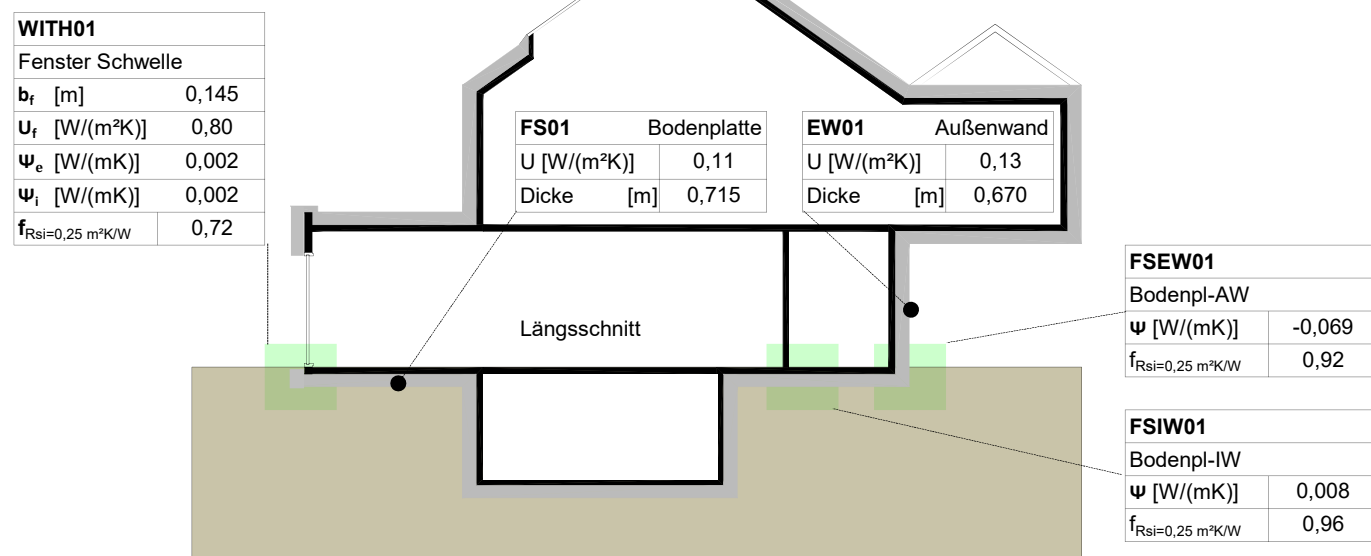 WITH01
Fenster Schwelle
bf [m] 0,145
Uf [W/(m²K)] 0,80
Ψe [W/(mK)] 0,002
Ψi [W/(mK)] 0,002
fRsi=0,25 m²K/W 0,72
FS01 Bodenplatte
U [W/(m²K)] 0,11
Dicke [m] 0,715
EW01 Außenwand
U [W/(m²K)] 0,13
Dicke [m] 0,670
Längsschnitt
FSEW01
Bodenpl-AW
Ψ [W/(mK)] -0,069
fRsi=0,25 m²K/W 0,92
FSIW01
Bodenpl-IW
Ψ [W/(mK)] 0,008
fRsi=0,25 m²K/W 0,96